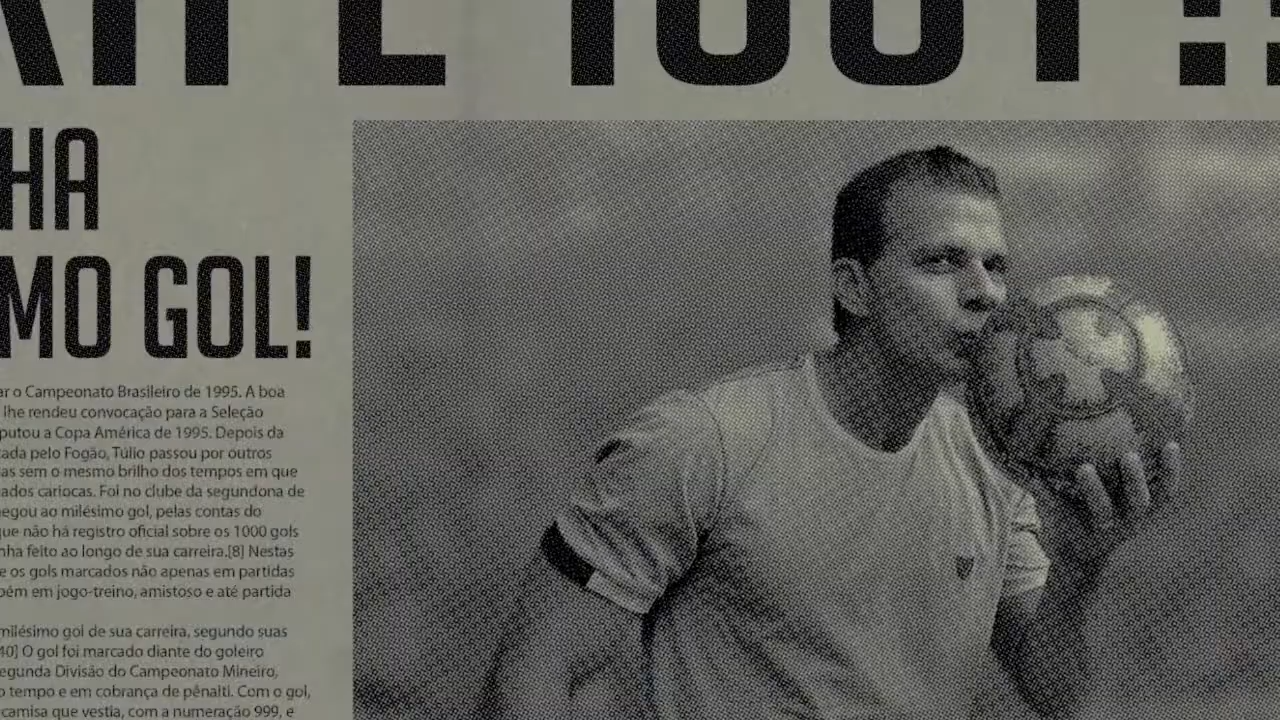 HA
MO GOL!
ar o Campeonato Brasileiro de 1995. A boa
lhe rendeu convocação para a Seleção
putou a Copa América de 1995. Depois da
cada pelo Fogão, Túlio passou por outros
as sem o mesmo brilho dos tempos em que
ados cariocas. Foi no clube da segundona de
hegou ao milésimo gol, pelas contas do
que não há registro oficial sobre os 1000 gols
nha feito ao longo de sua carreira.[8] Nestas
e os gols marcados não apenas em partidas
bém em jogo-treino, amistoso e até partida
milésimo gol de sua carreira, segundo suas
40] O gol foi marcado diante do goleiro
egunda Divisão do Campeonato Mineiro,
o tempo e em cobrança de pênalti. Com o gol,
camisa que vestia, com a numeração 999, e